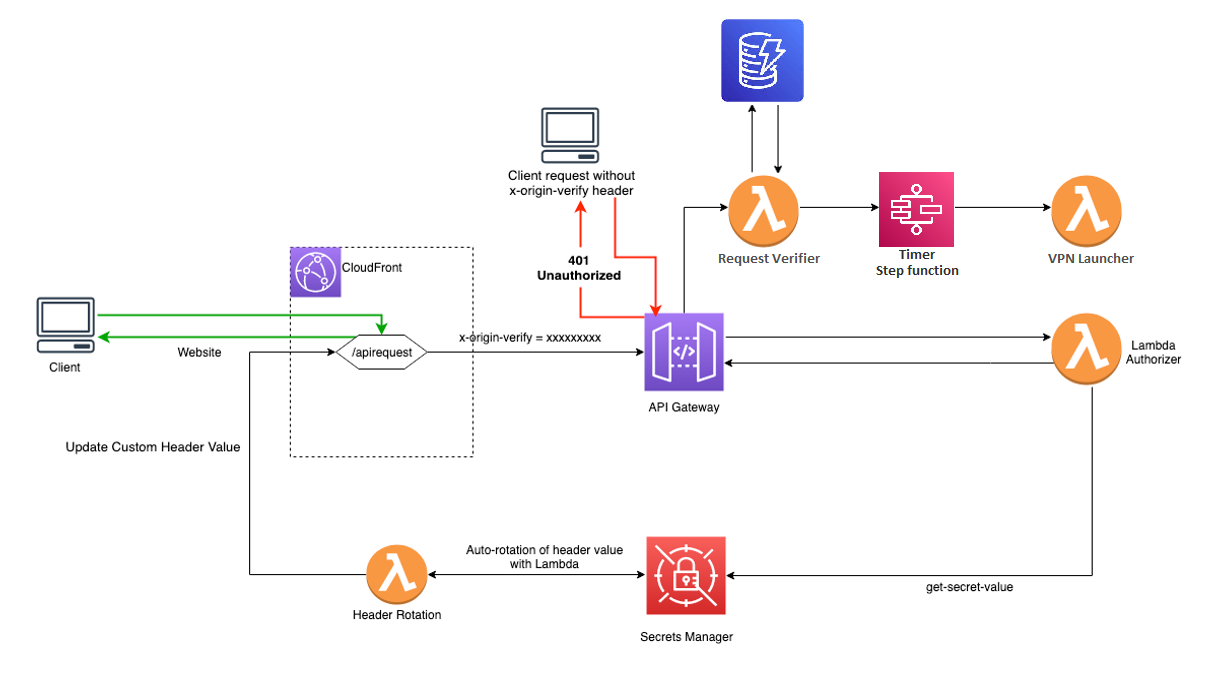 Client request without
x-origin-verify header
401
Unauthorized
Request Verifier
Timer
Step function
VPN Launcher
CloudFront
Client
Website
/apirequest
x-origin-verify = xxxxxxxxx
API Gateway
Lambda
Authorizer
Update Custom Header Value
Auto-rotation of header value
with Lambda
Header Rotation
Secrets Manager
get-secret-value